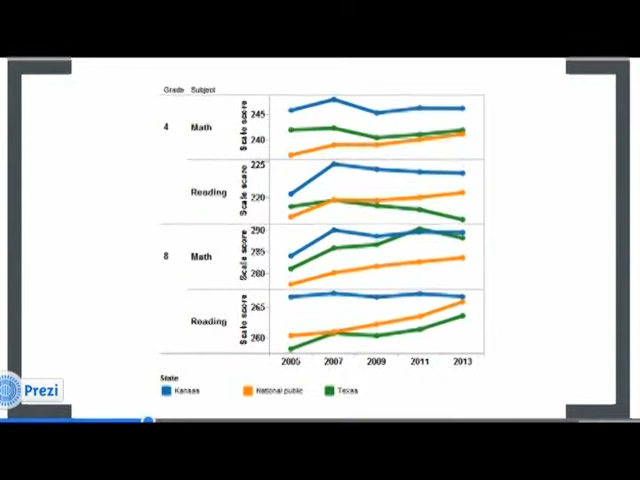 Grade Subject
4 Math
Scale score
245
240
Reading
Scale score
225
220
8 Math
Scale score
290
285
280
Reading
Scale score
265
260
2005 2007 2009 2011 2013
State
Kansas National public Texas
Prezi